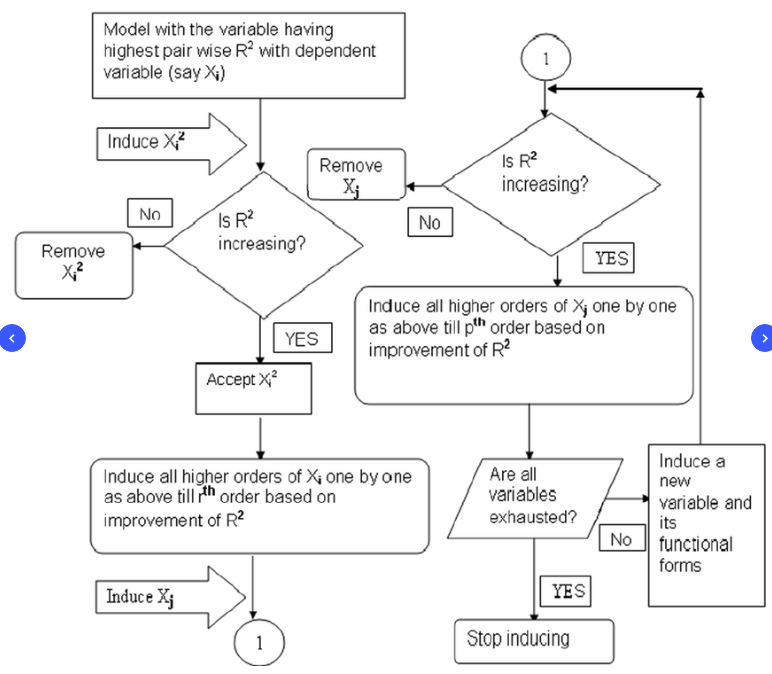 Model with the variable having
highest pair wise R² with dependent
variable (say Xᵢ)
Induce Xᵢ²
Is R²
increasing?
No
Remove
Xᵢ²
YES
Accept Xᵢ²
Induce all higher orders of Xᵢ one by one
as above till rᵗʰ order based on
improvement of R²
Induce Xⱼ
1
1
Is R²
increasing?
Remove
Xⱼ
No
YES
Induce all higher orders of Xⱼ one by one
as above till pᵗʰ order based on
improvement of R²
Are all
variables
exhausted?
No
Induce a
new
variable and
its
functional
forms
YES
Stop inducing